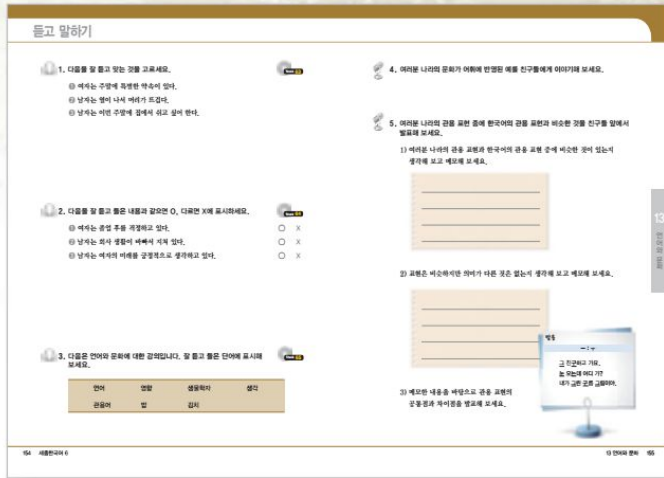 듣고 말하기
1. 다음을 잘 듣고 맞는 것을 고르세요.
① 여자는 주말에 특별한 약속이 있다.
② 남자는 열이 나서 머리가 뜨겁다.
③ 남자는 이번 주말에 집에서 쉬고 싶어 한다.
2. 다음을 잘 듣고 들은 내용과 같으면 O, 다르면 X에 표시하세요.
① 여자는 졸업 후를 걱정하고 있다. O X
② 남자는 회사 생활이 바빠서 지쳐 있다. O X
③ 남자는 여자의 미래를 긍정적으로 생각하고 있다. O X
3. 다음은 언어와 문화에 대한 강의입니다. 잘 듣고 들은 단어에 표시해
보세요.
언어 영향 생물학자 생각
관용어 밥 김치
154 세종한국어 6
4. 여러분 나라의 문화가 어휘에 반영된 예를 친구들에게 이야기해 보세요.
5. 여러분 나라의 관용 표현 중에 한국어의 관용 표현과 비슷한 것을 친구들 앞에서
발표해 보세요.
1) 여러분 나라의 관용 표현과 한국어의 관용 표현 중에 비슷한 것이 있는지
생각해 보고 메모해 보세요.
2) 표현은 비슷하지만 의미가 다른 것은 없는지 생각해 보고 메모해 보세요.
3) 메모한 내용을 바탕으로 관용 표현의
공통점과 차이점을 발표해 보세요.
발음
눈 오는데 어디 가?
13
언어와 문화
13 언어와 문화 155